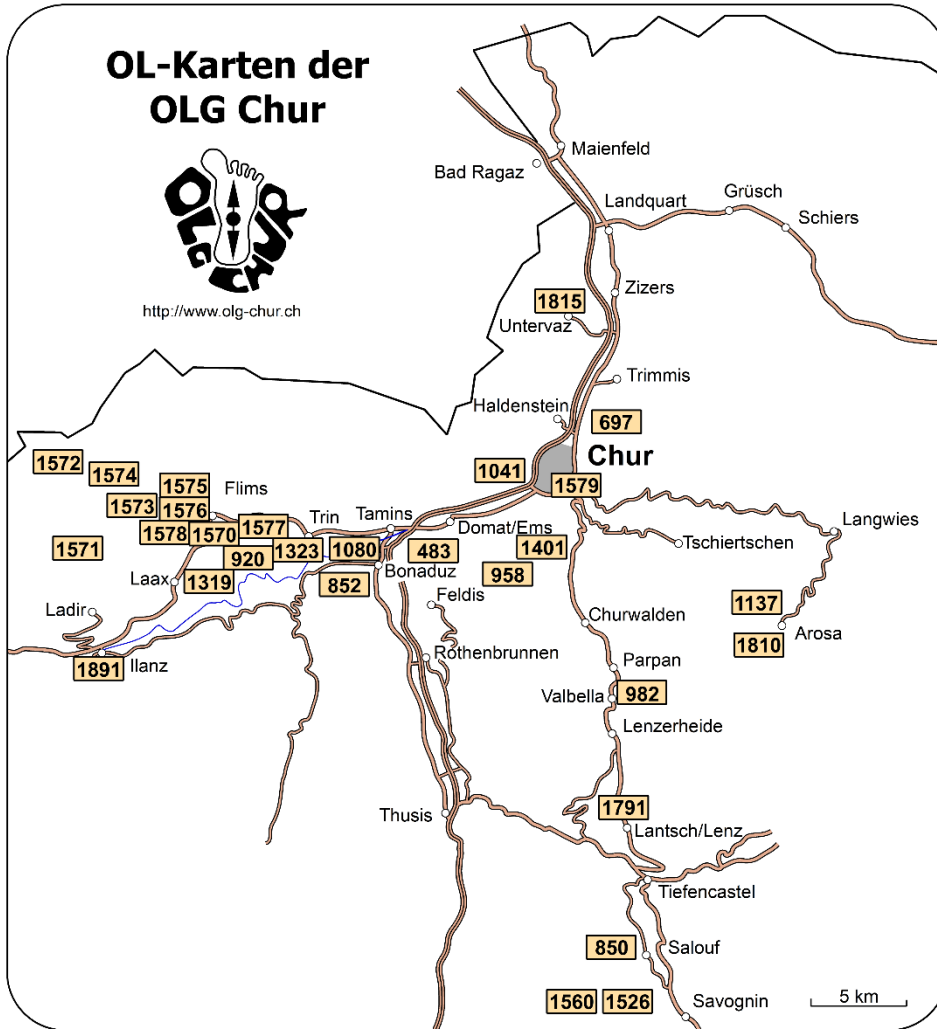 OL-Karten der
OLG Chur
OLG CHUR
http://www.olg-chur.ch
Maienfeld
Bad Ragaz
Landquart
Grüsch
Schiers
Zizers
1815
Untervaz
Trimmis
Haldenstein
697
Chur
1041
1579
1572
1574
1575
Flims
1573
1576
1578
1570
1577
Trin
Tamins
Domat/Ems
1571
920
1323
1080
483
1401
Langwies
Tschiertschen
Laax
1319
852
Bonaduz
958
Feldis
Ladir
1137
Arosa
1810
Churwalden
Ilanz
1891
Rothenbrunnen
Parpan
Valbella
982
Lenzerheide
Thusis
1791
Lantsch/Lenz
Tiefencastel
850
Salouf
1560
1526
Savognin
5 km